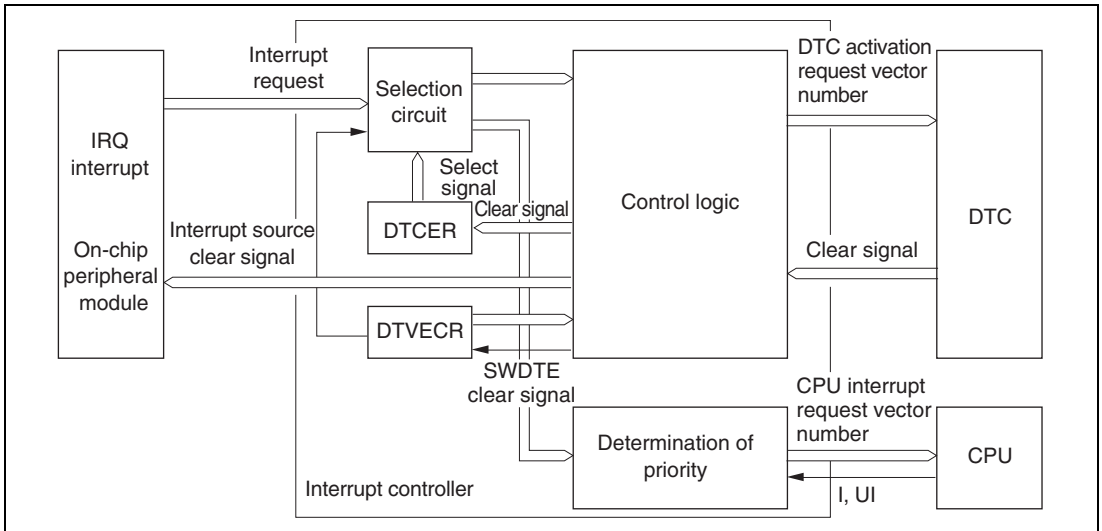 Interrupt
request
Selection
circuit
DTC activation
request vector
number
IRQ
interrupt
Select
signal
Control logic
DTC
Clear signal
DTCER
Interrupt source
clear signal
On-chip
peripheral
module
Clear signal
DTVECR
SWDTE
clear signal
CPU interrupt
request vector
number
Determination of
priority
CPU
Interrupt controller
I, UI